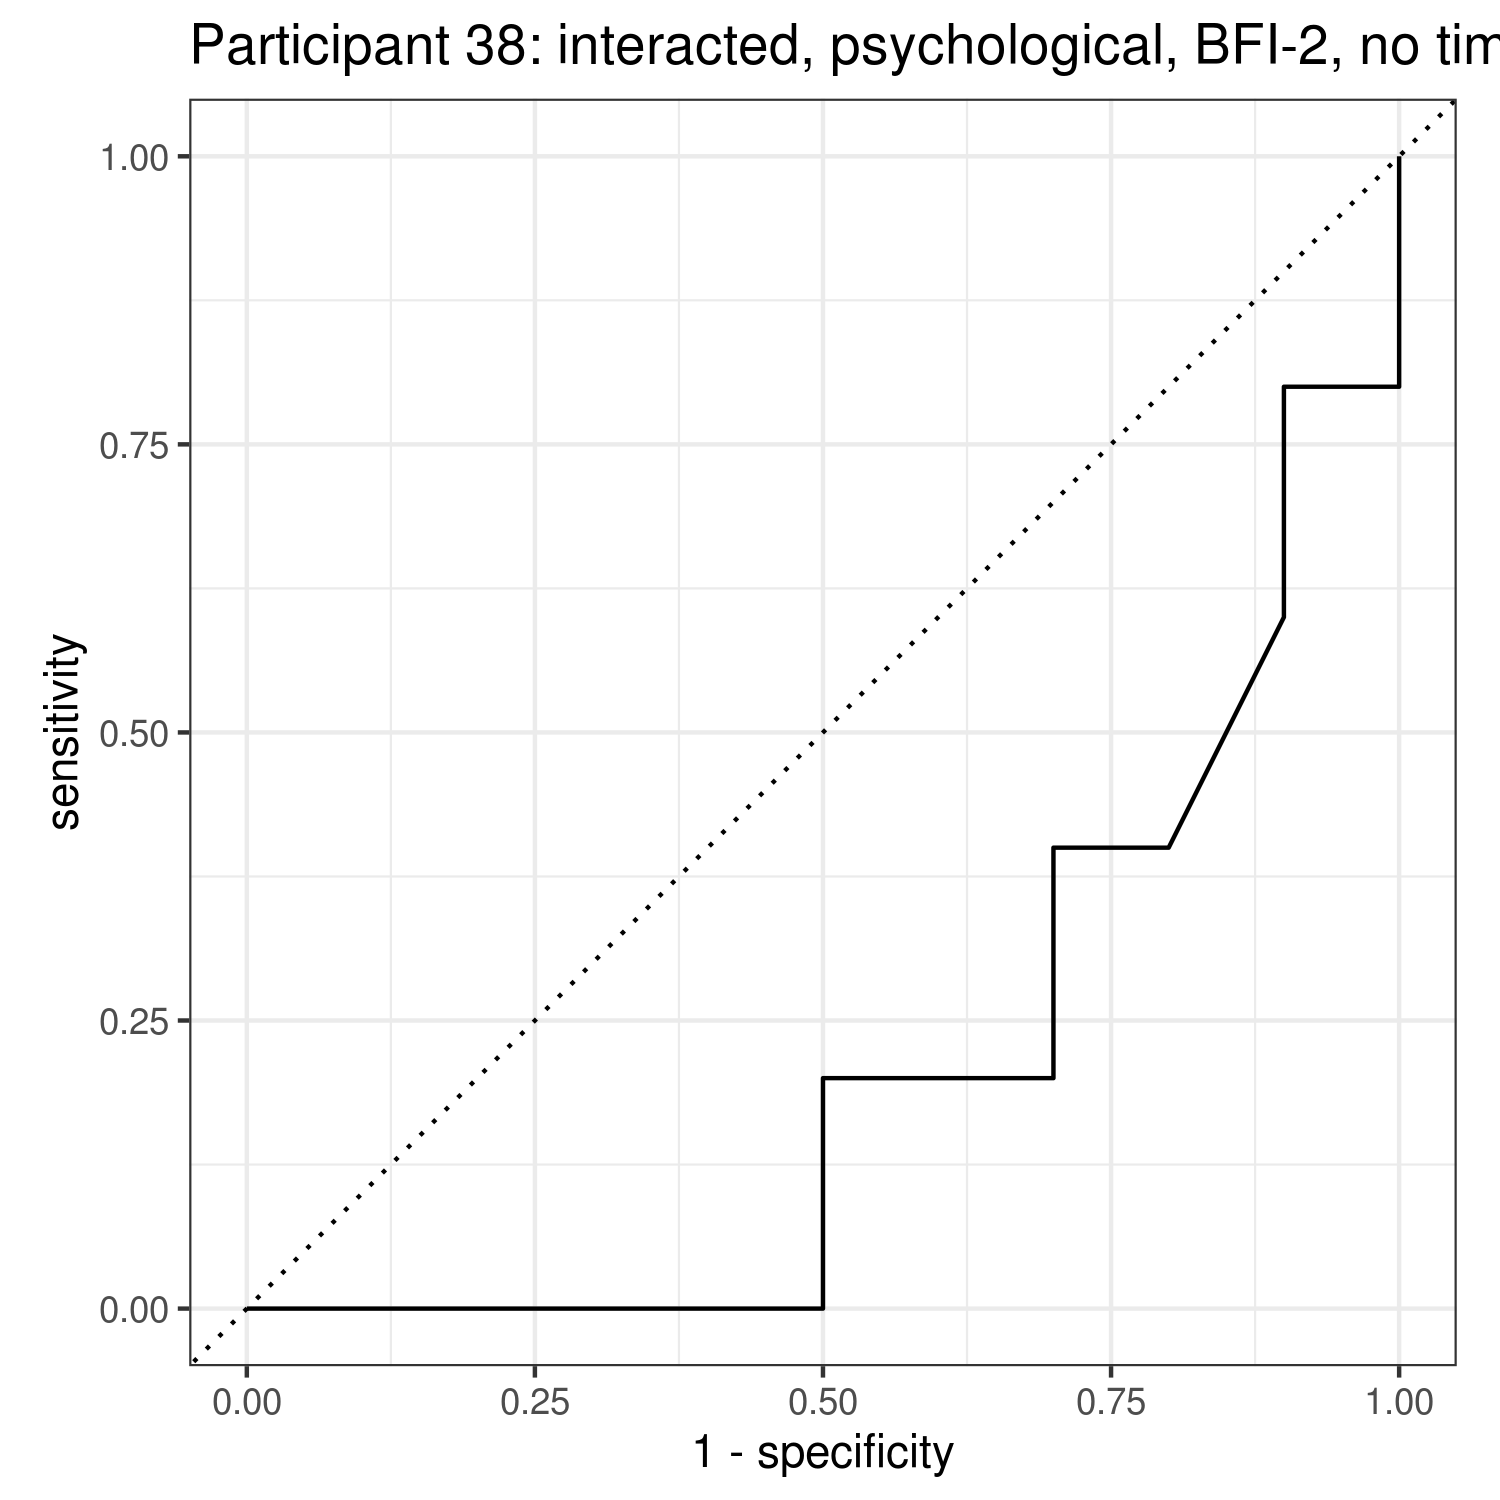 Participant 38: interacted, psychological, BFI-2, no tim
1.00
0.75
0.50
0.25
0.00
sensitivity
0.00 0.25 0.50 0.75 1.00
1 - specificity